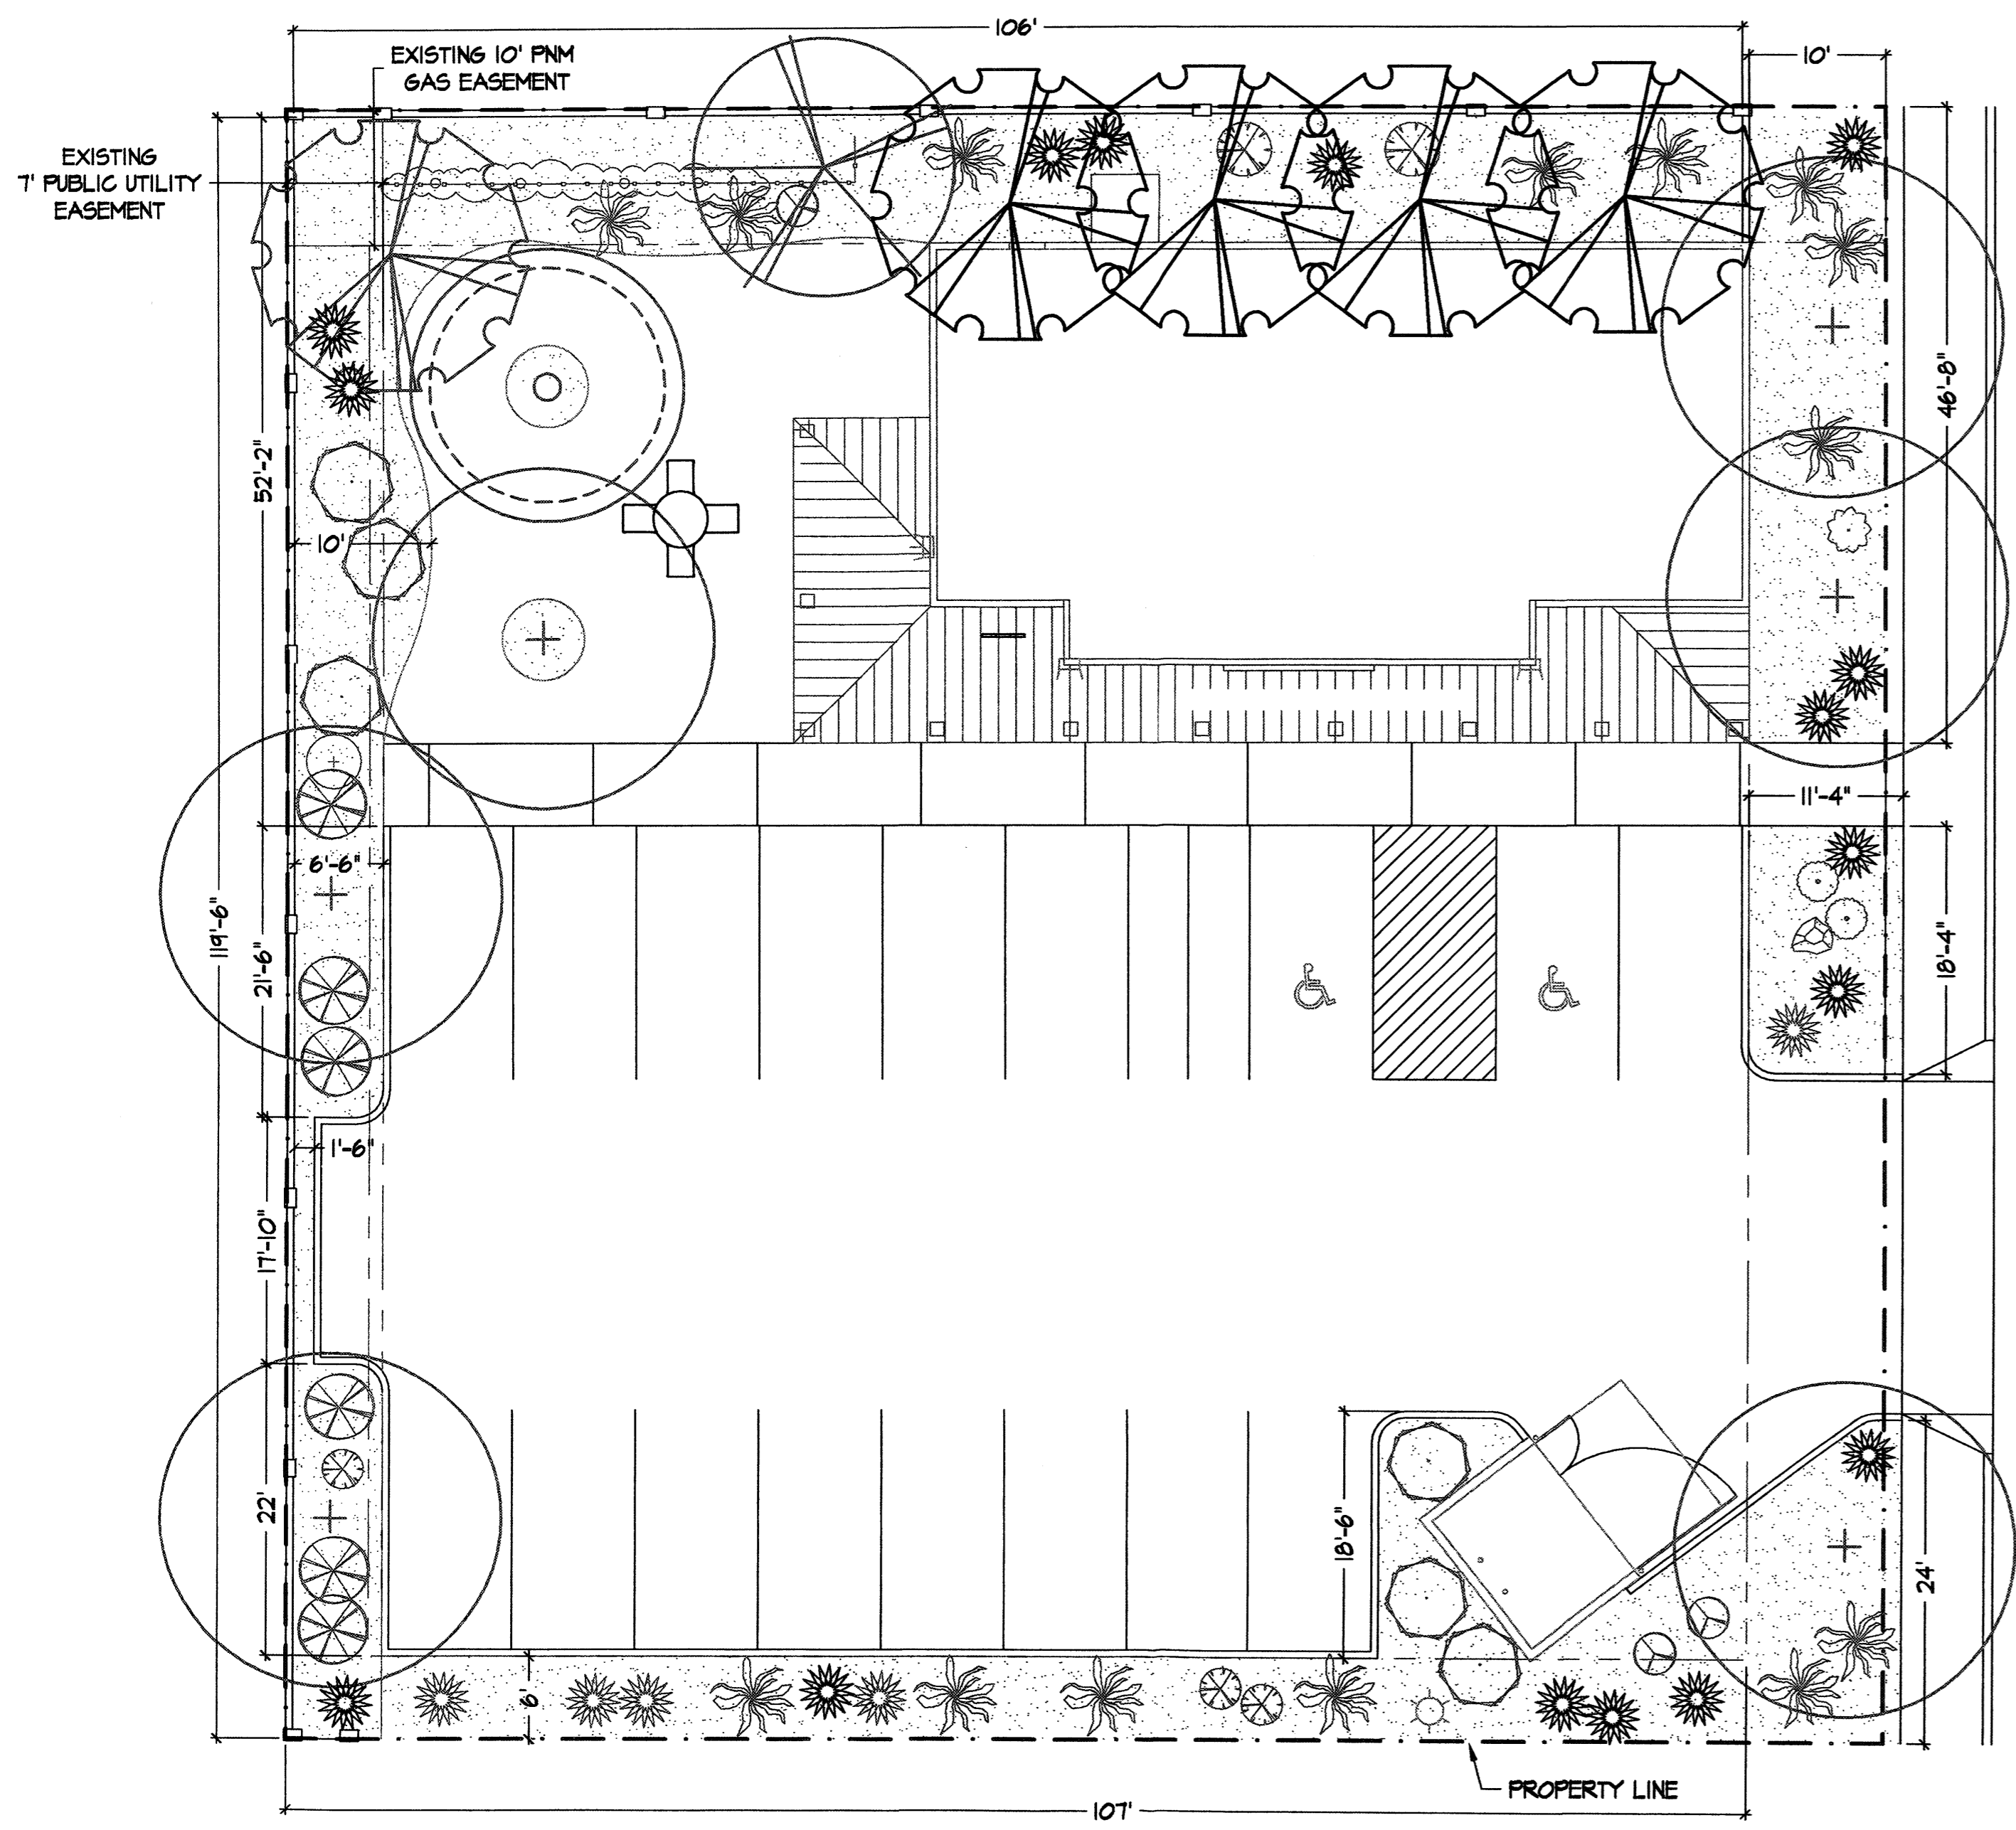 106'
EXISTING 10' PNM
GAS EASEMENT
10'
EXISTING
7' PUBLIC UTILITY
EASEMENT
46'-8"
52'-2"
10'
11'-4"
6'-6"
119'-6"
21'-6"
18'-4"
1'-6"
17'-10"
22'
18'-6"
24'
6'
PROPERTY LINE
107'